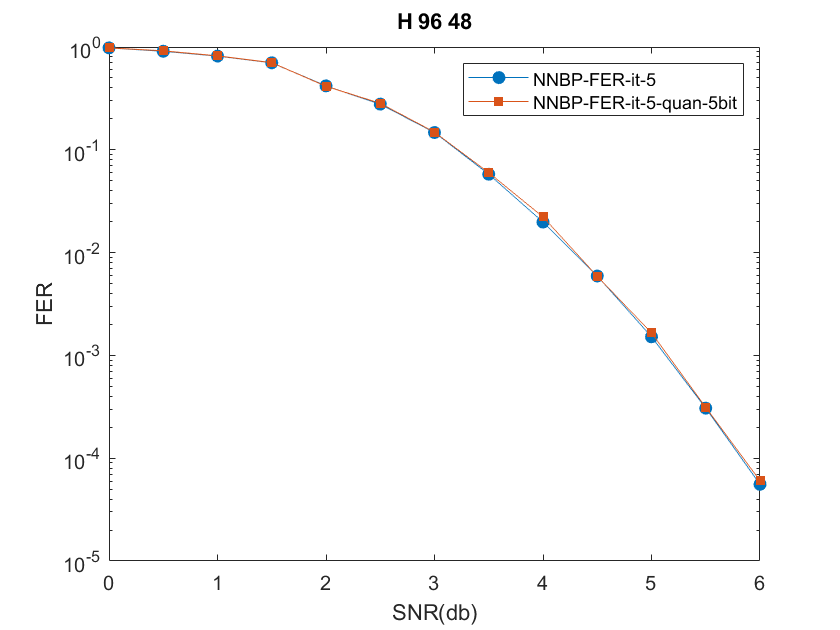 H 96 48
NNBP-FER-it-5
NNBP-FER-it-5-quan-5bit
10^0
10^-1
10^-2
10^-3
10^-4
10^-5
FER
0 1 2 3 4 5 6
SNR(db)